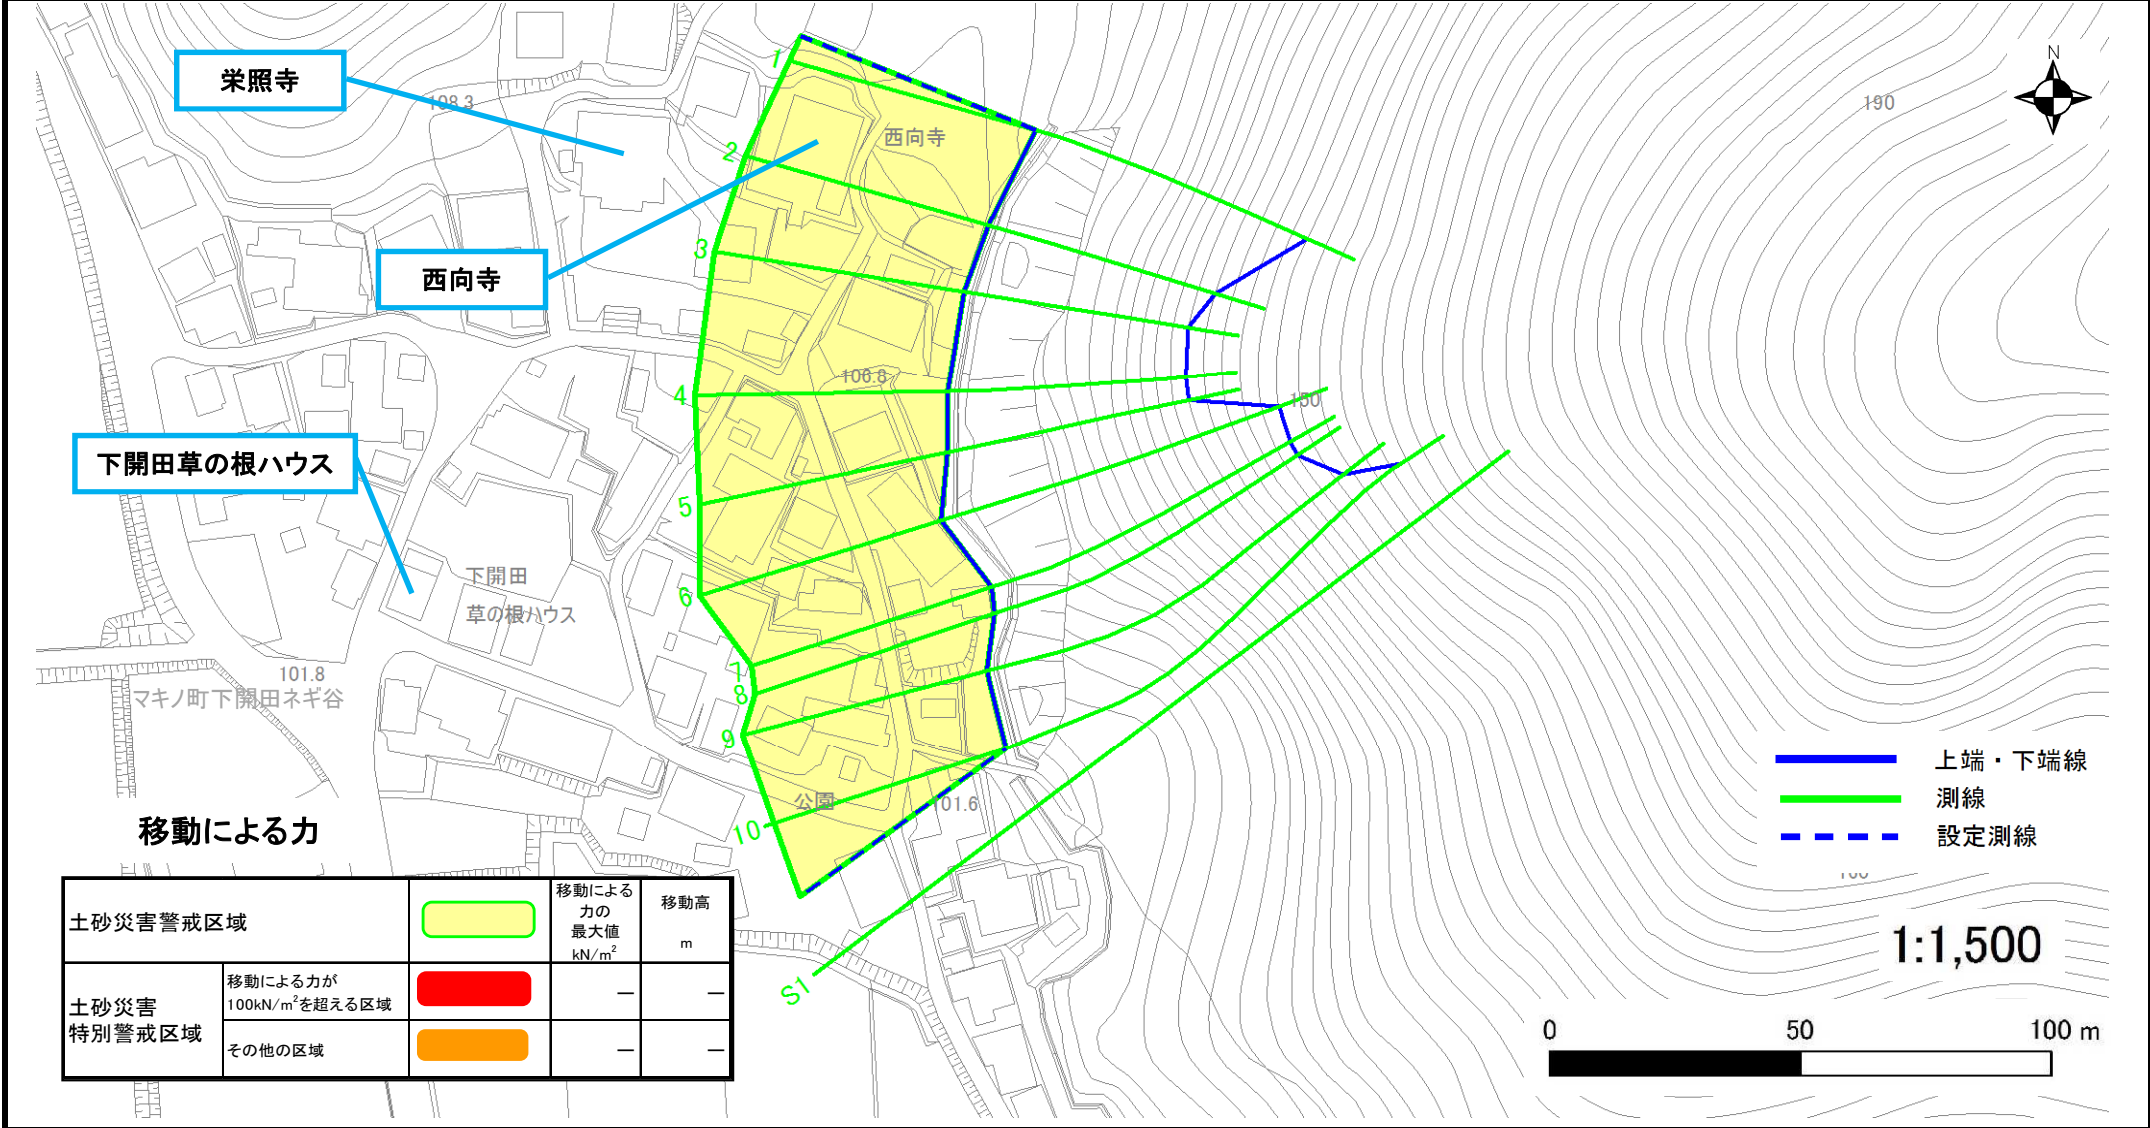 栄照寺
108.3
西向寺
190
N
1
2
西向寺
3
106.8
4
150
下開田草の根ハウス
5
下開田
草の根ハウス
6
101.8
マキノ町下開田ネギ谷
7
8
9
公園
101.6
10
S1
上端・下端線
測線
設定測線
1:1,500
0 50 100 m
移動による力
土砂災害警戒区域
移動による
力の
最大値
kN/m²
移動高
m
土砂災害
特別警戒区域
移動による力が
100kN/m²を超える区域
— —
その他の区域
— —